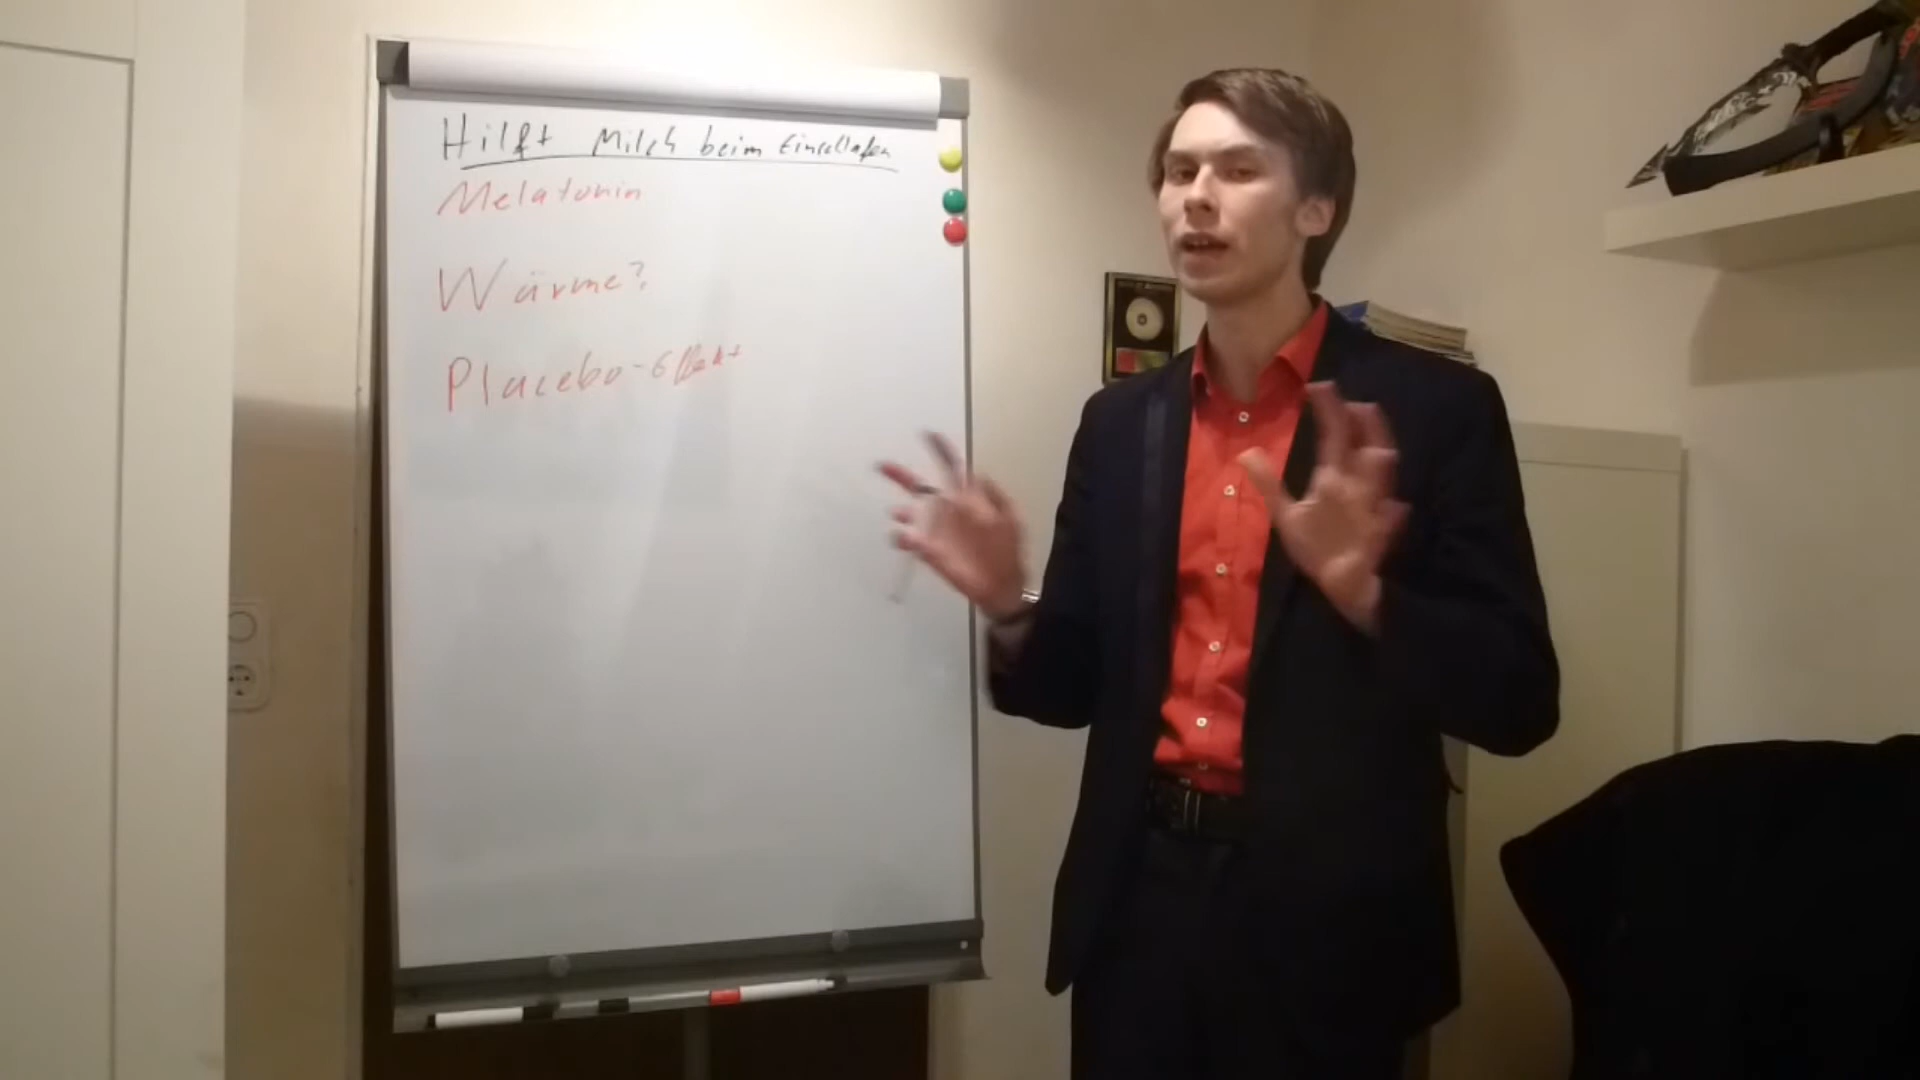 Hilft Milch beim Einschlafen
Melatonin
Wärme?
Placebo-Effekt